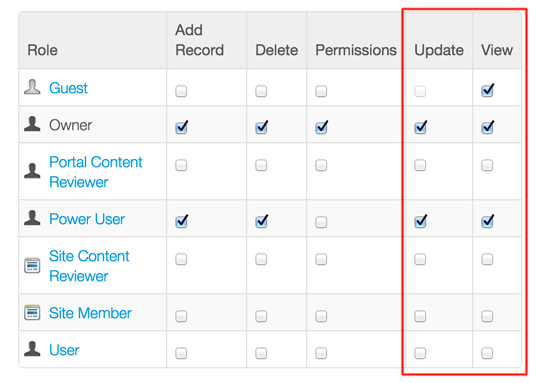 Role Add Record Delete Permissions Update View
Guest
Owner
Portal Content
Reviewer
Power User
Site Content
Reviewer
Site Member
User